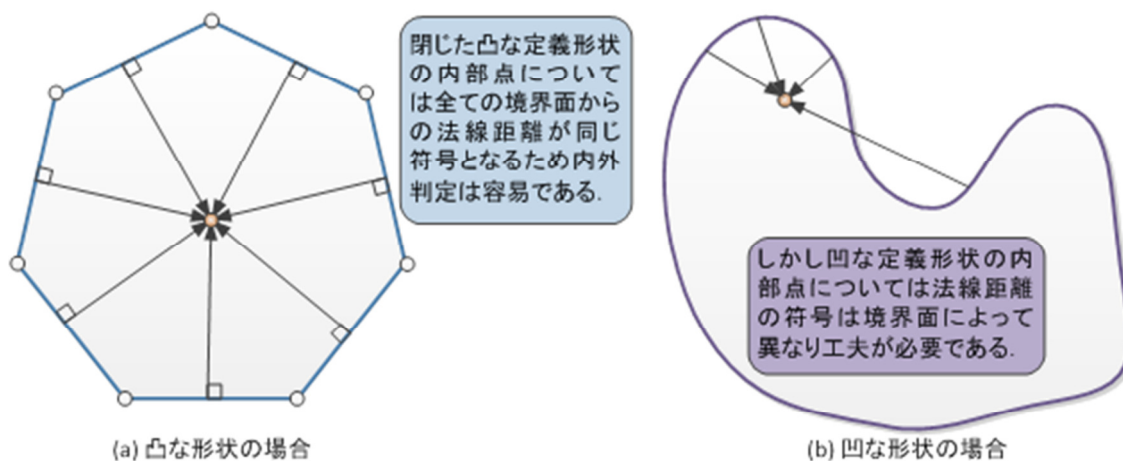 閉じた凸な定義形状
の内部点について
は全ての境界面から
の法線距離が同じ
符号となるため内外
判定は容易である.
しかし凹な定義形状の内
部点については法線距離
の符号は境界面によって
異なり工夫が必要である.
(a) 凸な形状の場合
(b) 凹な形状の場合